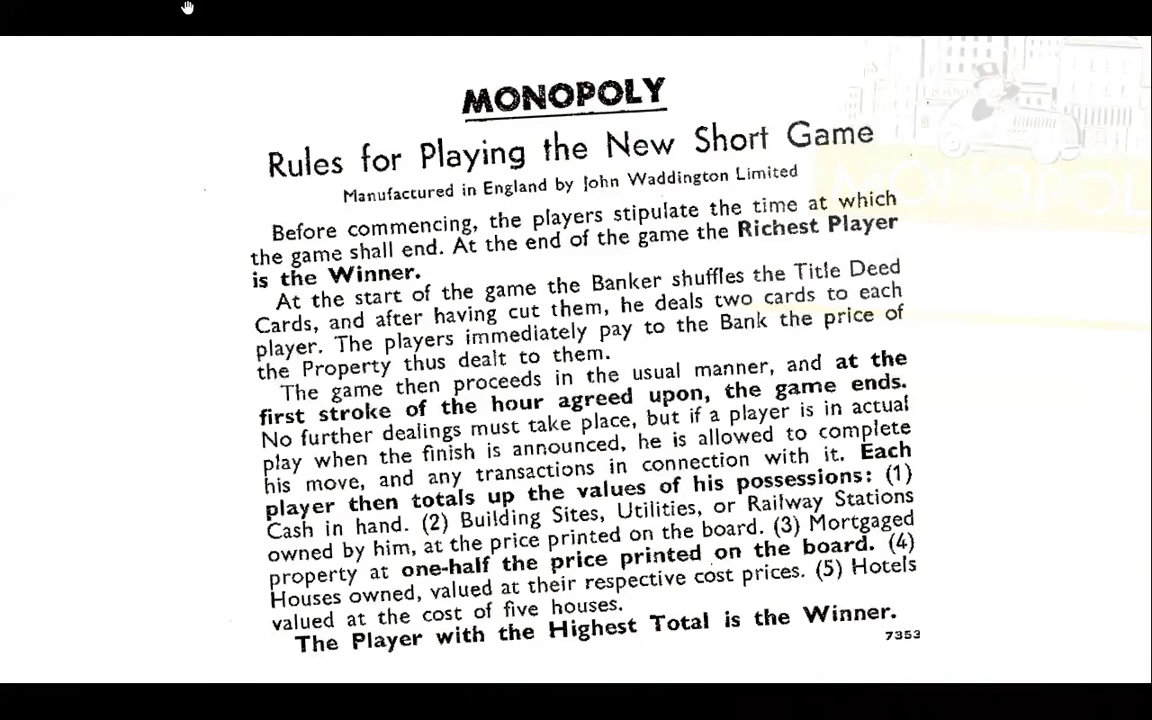 MONOPOLY
Rules for Playing the New Short Game
Manufactured in England by John Waddington Limited
Before commencing, the players stipulate the time at which
the game shall end. At the end of the game the Richest Player
is the Winner.
At the start of the game the Banker shuffles the Title Deed
Cards, and after having cut them, he deals two cards to each
player. The players immediately pay to the Bank the price of
the Property thus dealt to them.
The game then proceeds in the usual manner, and at the
first stroke of the hour agreed upon, the game ends.
No further dealings must take place, but if a player is in actual
play when the finish is announced, he is allowed to complete
his move, and any transactions in connection with it. Each
player then totals up the values of his possessions: (1)
Cash in hand. (2) Building Sites, Utilities, or Railway Stations
owned by him, at the price printed on the board. (3) Mortgaged
property at one-half the price printed on the board. (4)
Houses owned, valued at their respective cost prices. (5) Hotels
valued at the cost of five houses.
The Player with the Highest Total is the Winner.
7353
MONOPOL